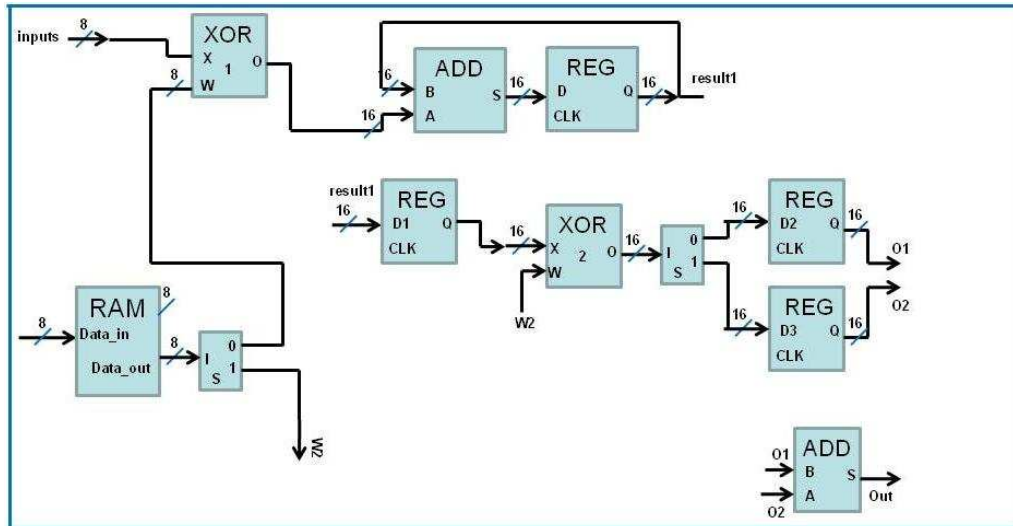 inputs
8
XOR
X
1
O
8
W
16
16
ADD
B
S
A
16
REG
D
Q
CLK
16
result1
result1
16
REG
D1
Q
CLK
16
XOR
X
2
O
W
W2
16
I
0
1
S
16
REG
D2
Q
CLK
16
O1
O2
16
REG
D3
Q
CLK
16
8
RAM
8
Data_in
Data_out
8
I
0
1
S
W2
O1
O2
ADD
B
S
A
Out